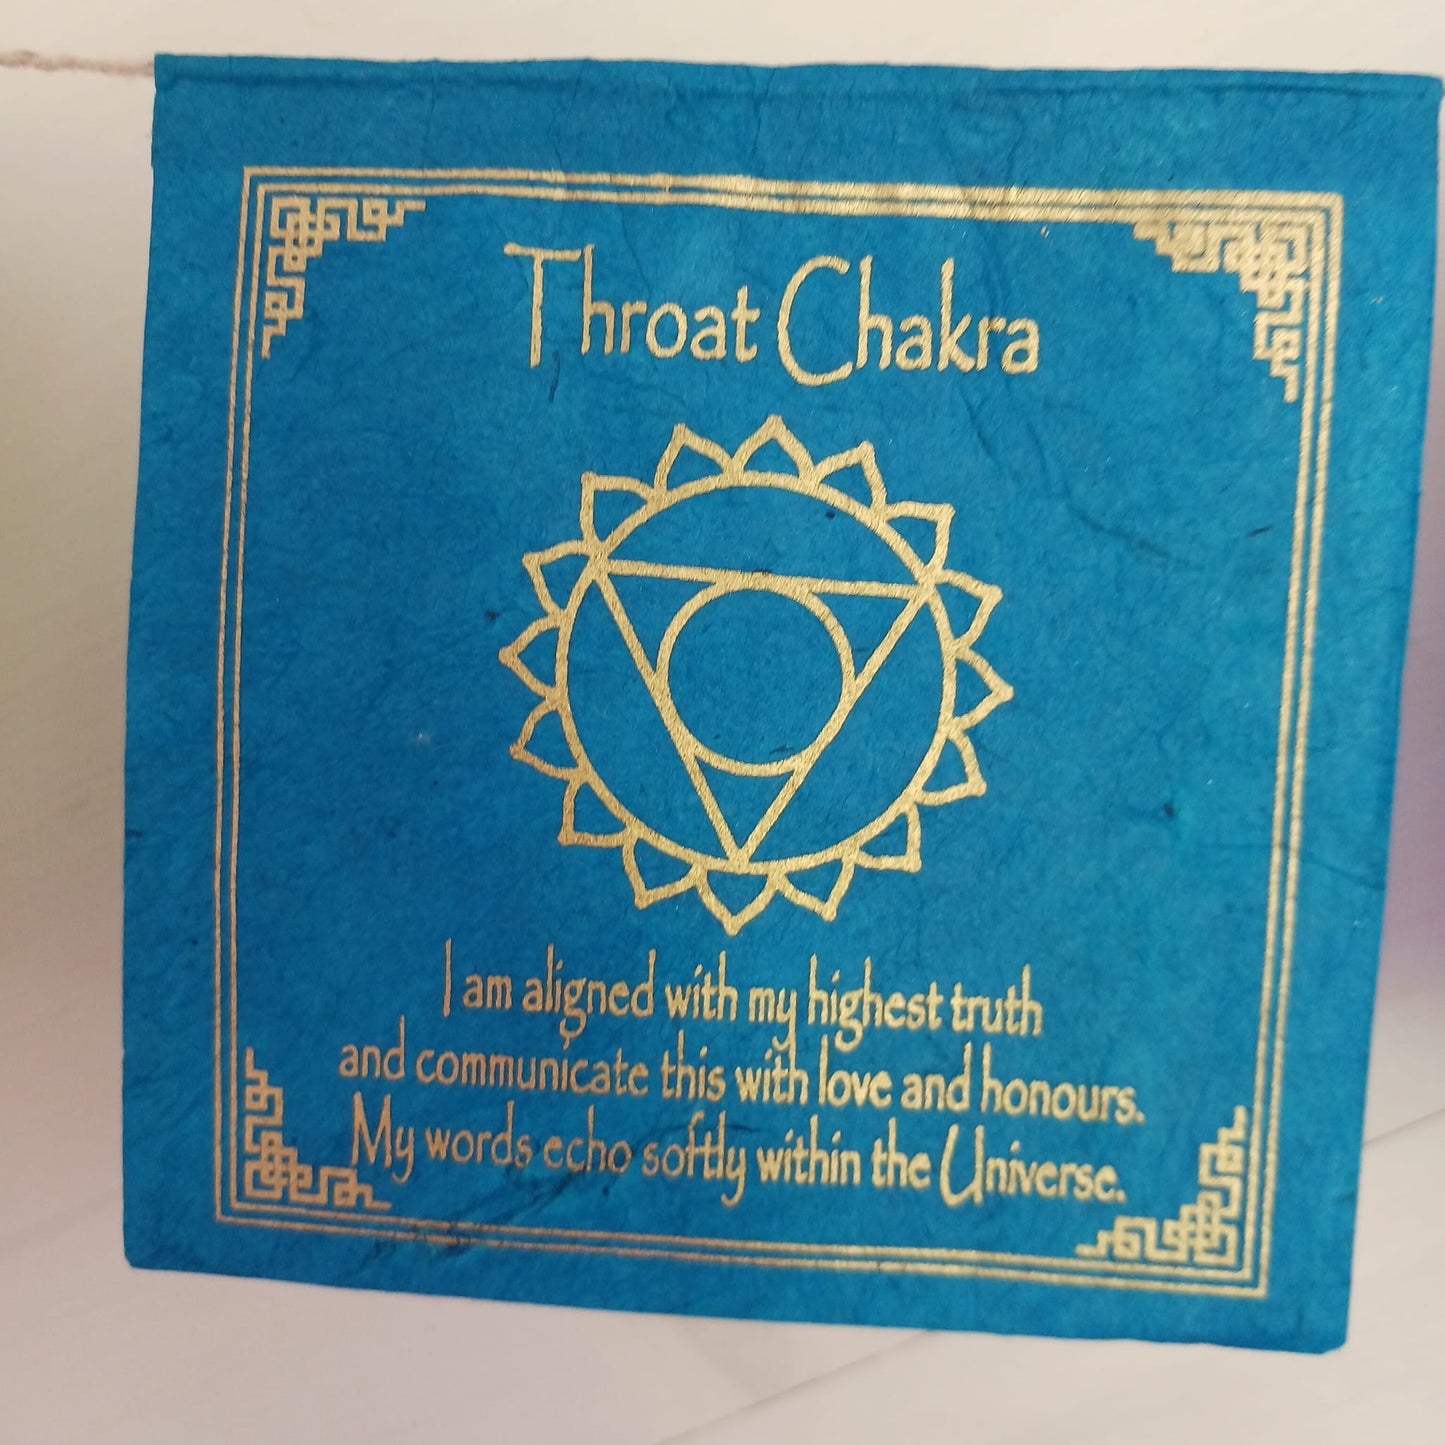 Throat Chakra
I am aligned with my highest truth
and communicate this with love and honours.
My words echo softly within the Universe.